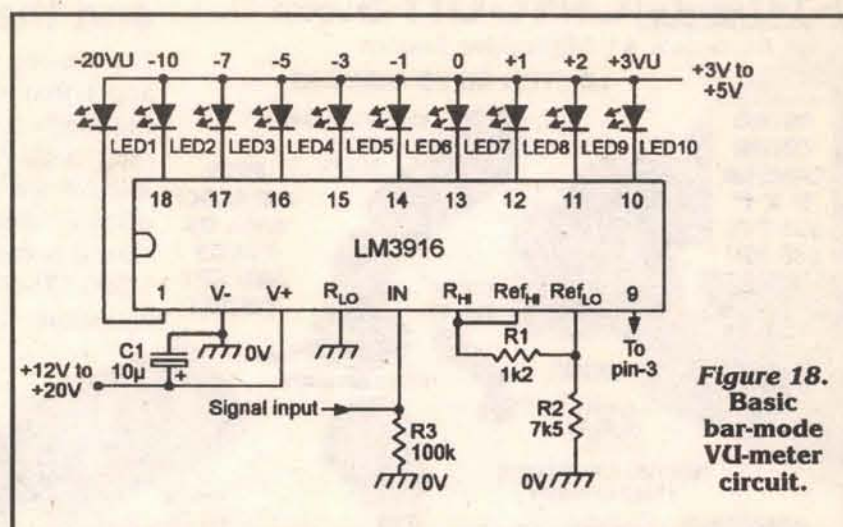 -20VU -10 -7 -5 -3 -1 0 +1 +2 +3VU
+3V to
+5V
LED1 LED2 LED3 LED4 LED5 LED6 LED7 LED8 LED9 LED10
18 17 16 15 14 13 12 11 10
LM3916
1 V- V+ RLO IN RHI RefHI RefLO 9
C1
10µ
+
0V
+12V to
+20V
R1
1k2
To
pin-3
Signal input
R3
100k
0V
R2
7k5
0V
Figure 18.
Basic
bar-mode
VU-meter
circuit.